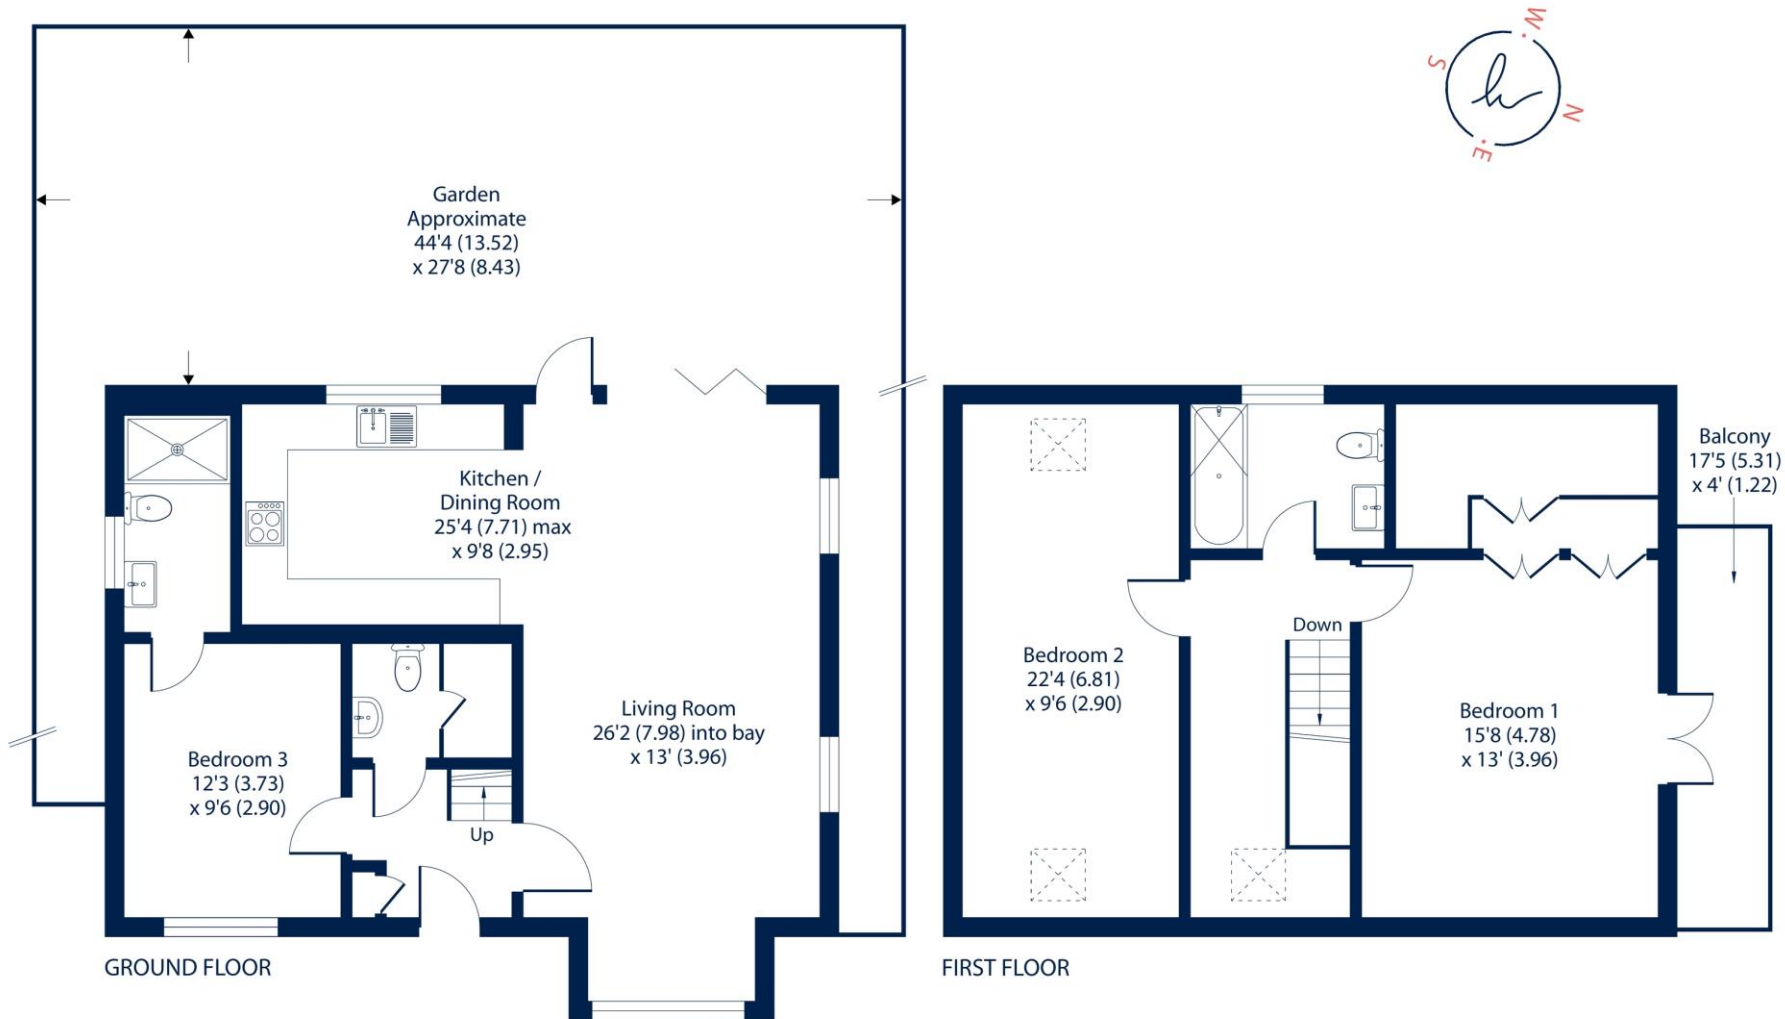 W
S
N
E
Garden
Approximate
44'4 (13.52)
x 27'8 (8.43)
Kitchen /
Dining Room
25'4 (7.71) max
x 9'8 (2.95)
Living Room
26'2 (7.98) into bay
x 13' (3.96)
Bedroom 3
12'3 (3.73)
x 9'6 (2.90)
Up
GROUND FLOOR
Balcony
17'5 (5.31)
x 4' (1.22)
Down
Bedroom 2
22'4 (6.81)
x 9'6 (2.90)
Bedroom 1
15'8 (4.78)
x 13' (3.96)
FIRST FLOOR